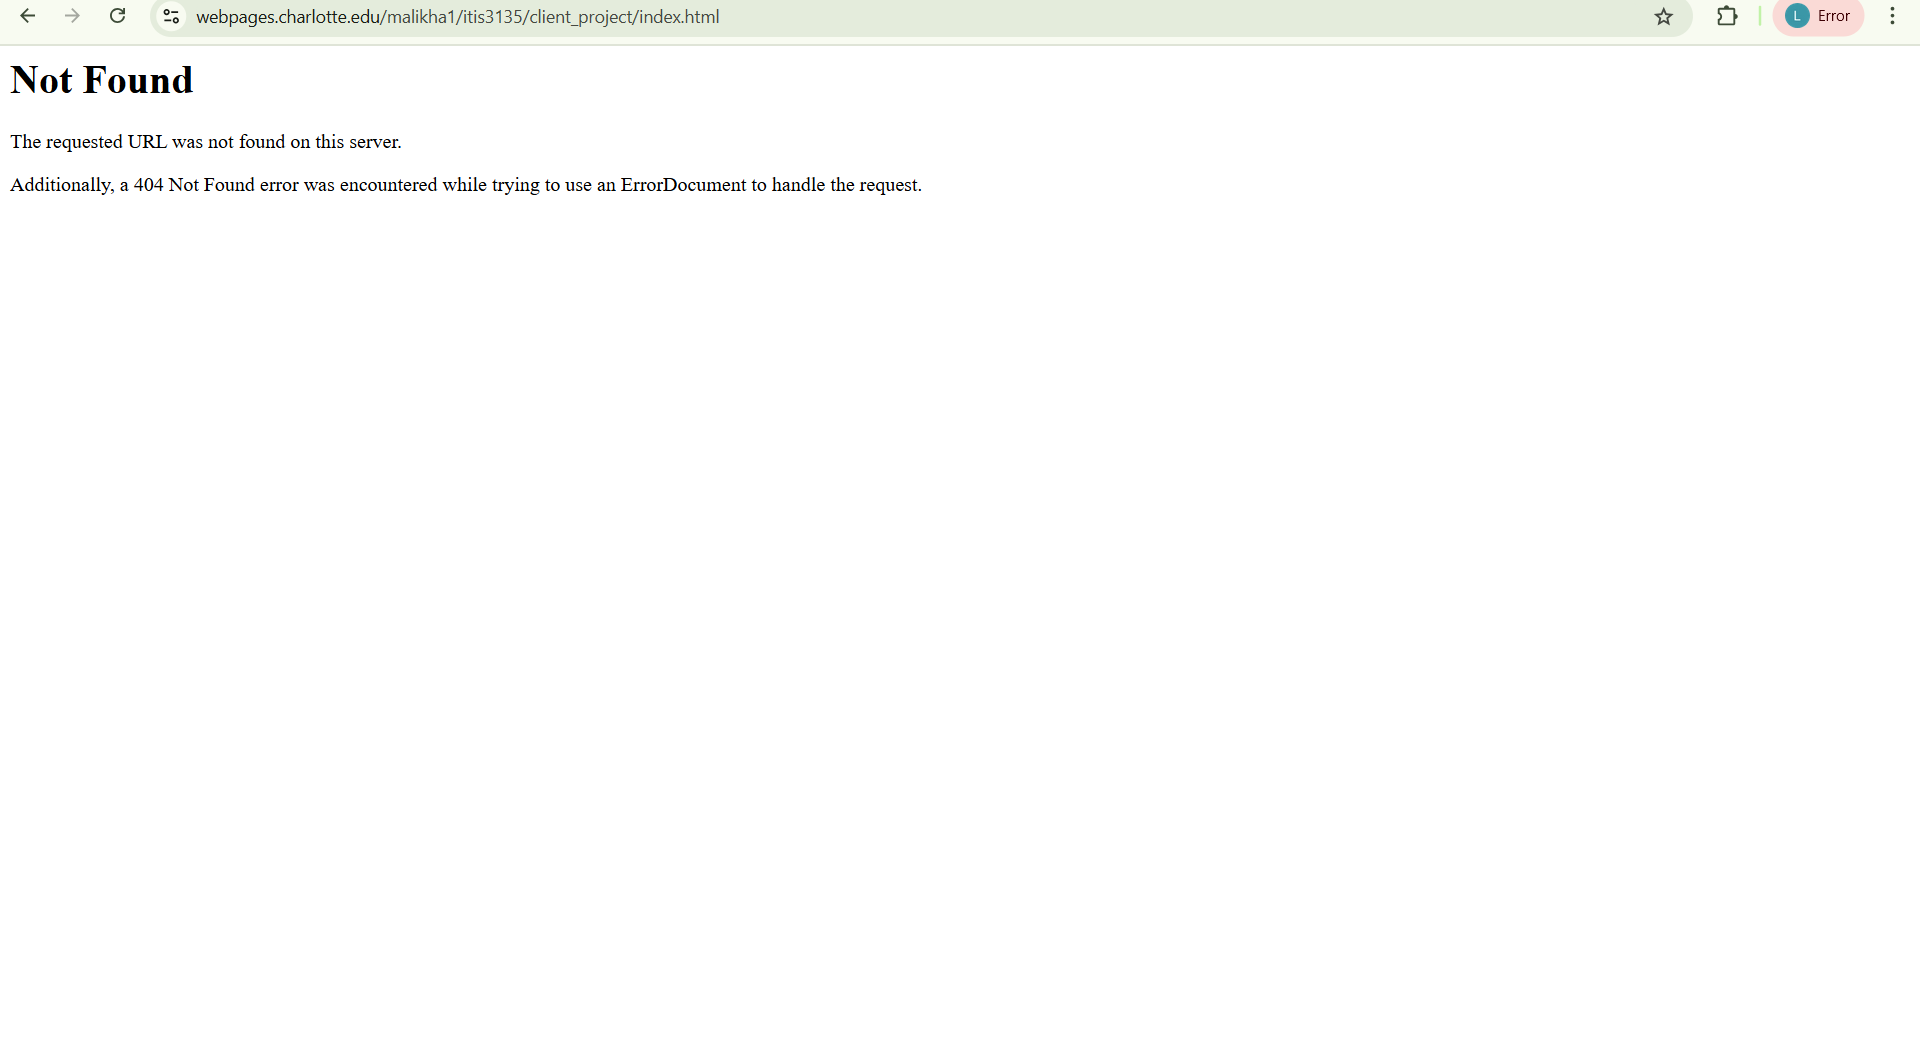 webpages.charlotte.edu/malikha1/itis3135/client_project/index.html
L Error
Not Found
The requested URL was not found on this server.
Additionally, a 404 Not Found error was encountered while trying to use an ErrorDocument to handle the request.